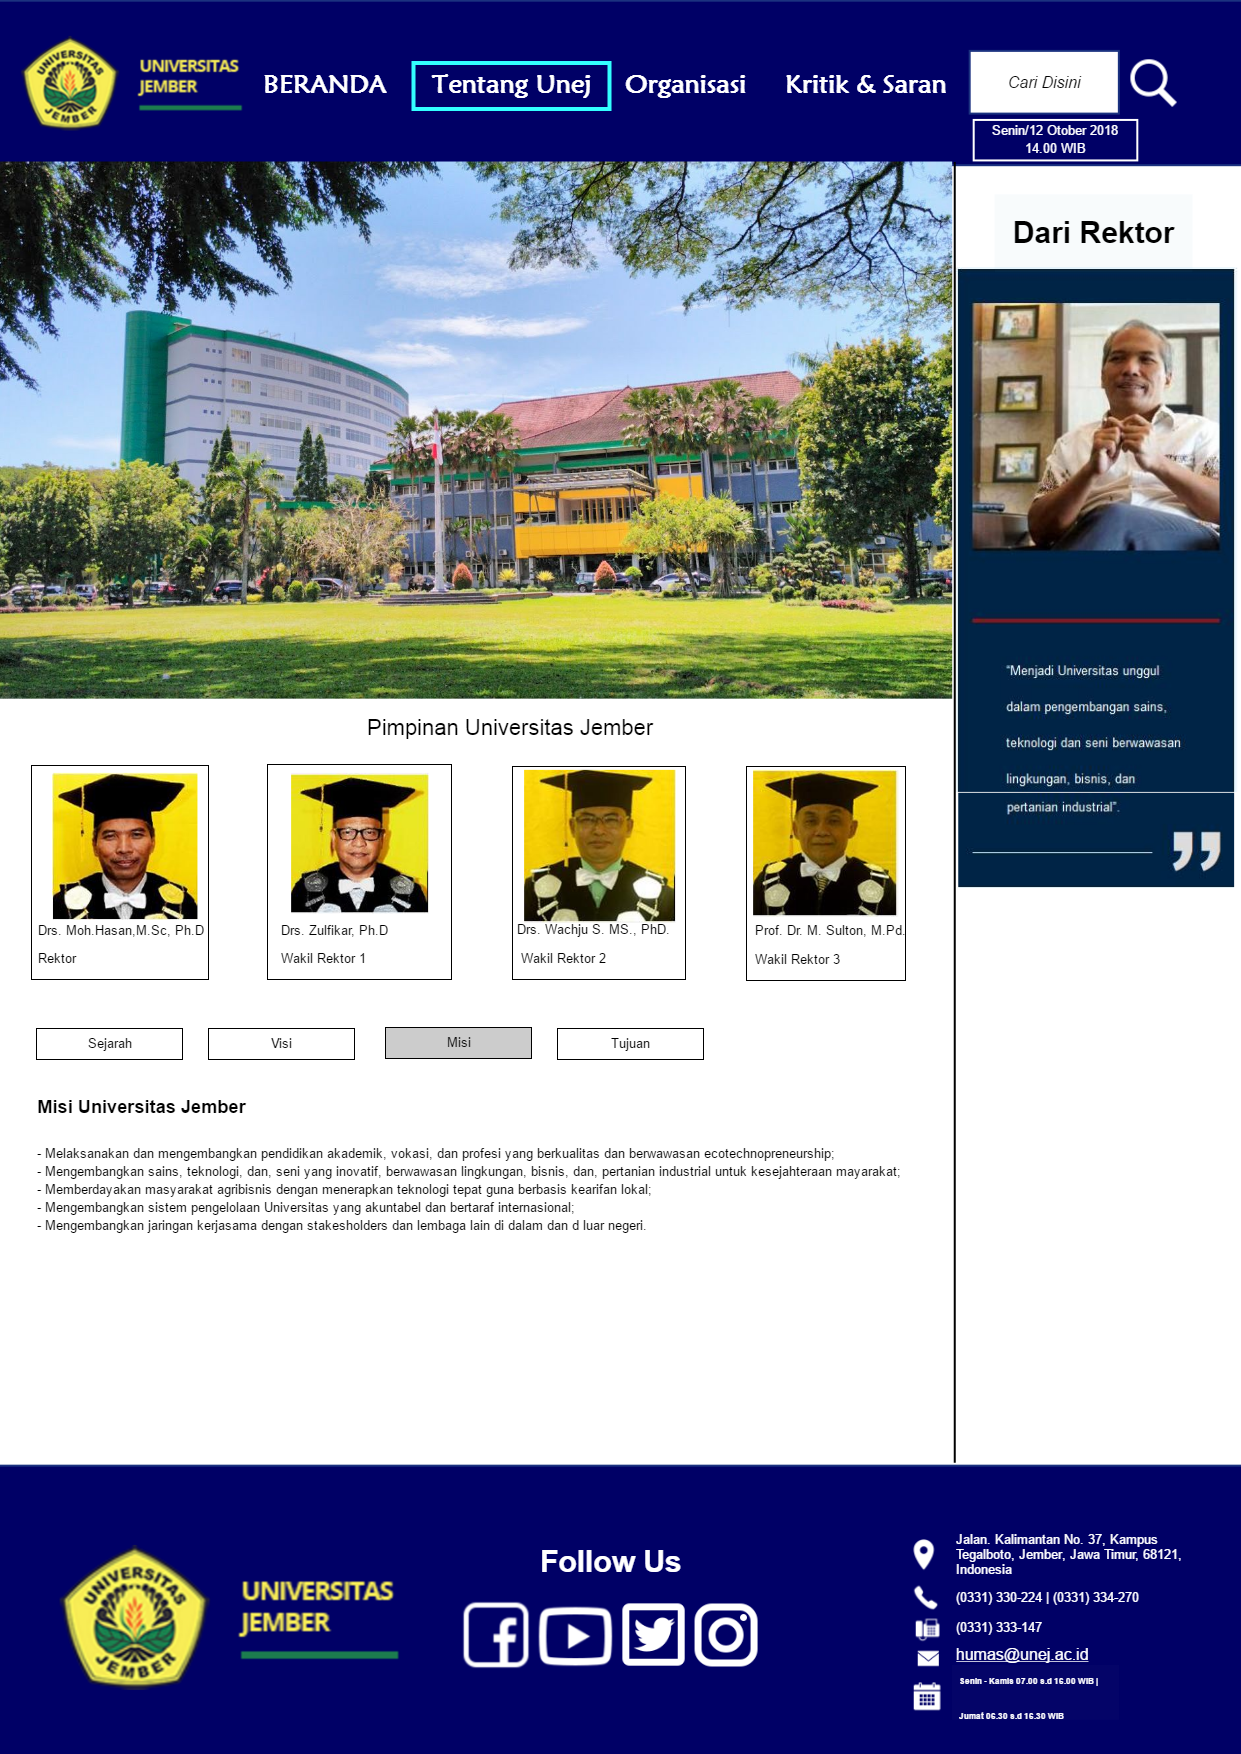 UNIVERSITAS
JEMBER
UNIVERSITAS
JEMBER
BERANDA
Tentang Unej
Organisasi
Kritik & Saran
Cari Disini
Senin/12 Otober 2018
14.00 WIB
Dari Rektor
“Menjadi Universitas unggul
dalam pengembangan sains,
teknologi dan seni berwawasan
lingkungan, bisnis, dan
pertanian industrial”.
Pimpinan Universitas Jember
Drs. Moh.Hasan,M.Sc, Ph.D
Rektor
Drs. Zulfikar, Ph.D
Wakil Rektor 1
Drs. Wachju S. MS., PhD.
Wakil Rektor 2
Prof. Dr. M. Sulton, M.Pd.
Wakil Rektor 3
Sejarah
Visi
Misi
Tujuan
Misi Universitas Jember
- Melaksanakan dan mengembangkan pendidikan akademik, vokasi, dan profesi yang berkualitas dan berwawasan ecotechnopreneurship;
- Mengembangkan sains, teknologi, dan, seni yang inovatif, berwawasan lingkungan, bisnis, dan, pertanian industrial untuk kesejahteraan mayarakat;
- Memberdayakan masyarakat agribisnis dengan menerapkan teknologi tepat guna berbasis kearifan lokal;
- Mengembangkan sistem pengelolaan Universitas yang akuntabel dan bertaraf internasional;
- Mengembangkan jaringan kerjasama dengan stakesholders dan lembaga lain di dalam dan d luar negeri.
UNIVERSITAS
JEMBER
UNIVERSITAS
JEMBER
Follow Us
Jalan. Kalimantan No. 37, Kampus
Tegalboto, Jember, Jawa Timur, 68121,
Indonesia
(0331) 330-224 | (0331) 334-270
(0331) 333-147
humas@unej.ac.id
Senin - Kamis 07.00 s.d 16.00 WIB |
Jumat 06.30 s.d 16.30 WIB